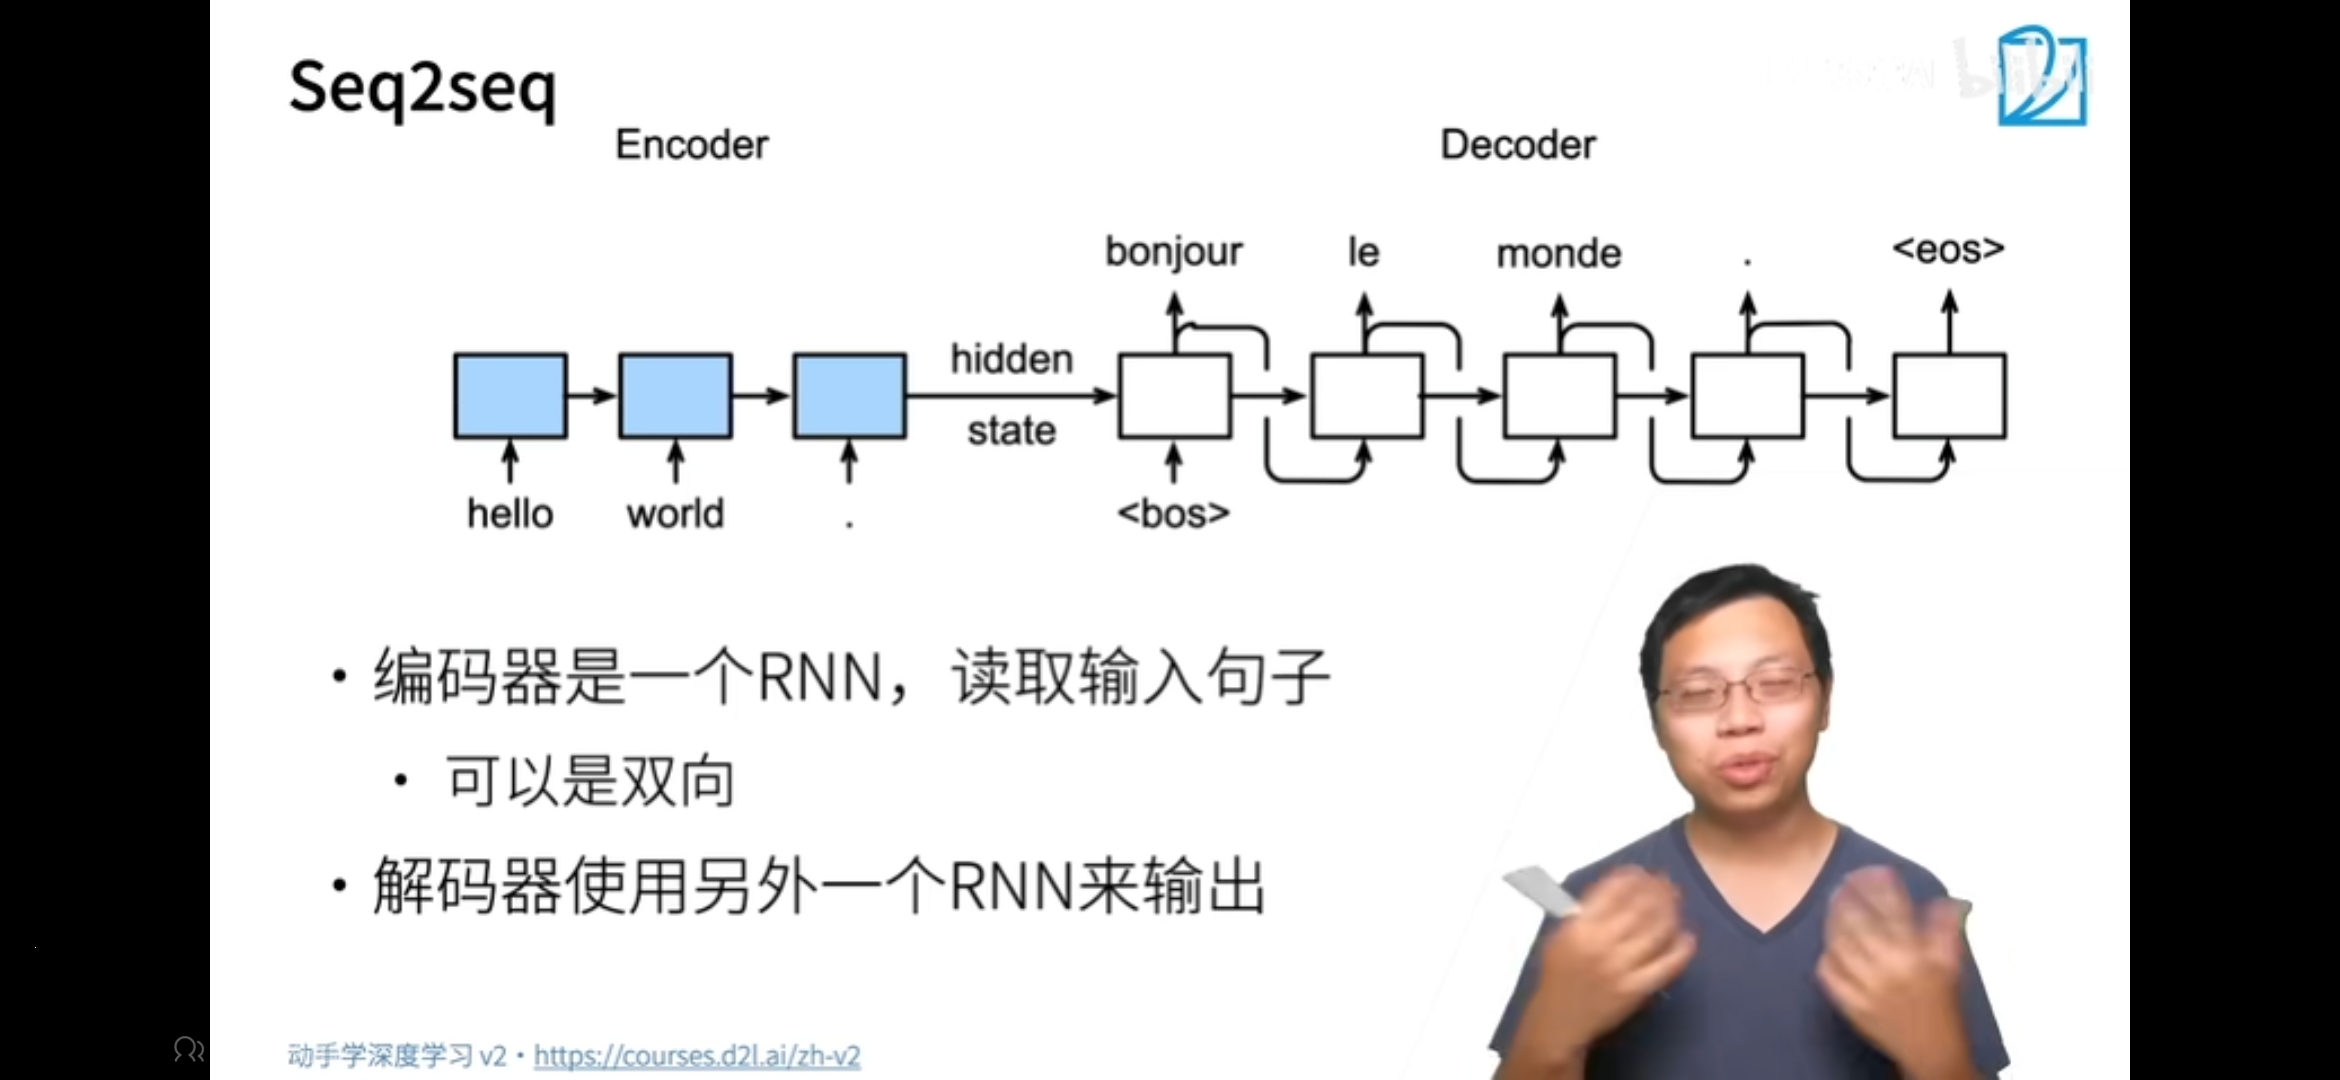 Seq2seq
bilibili
Encoder
Decoder
bonjour
le
monde
.
<eos>
hidden
state
hello
world
.
<bos>
• 编码器是一个RNN，读取输入句子
• 可以是双向
• 解码器使用另外一个RNN来输出
动手学深度学习 v2 • https://courses.d2l.ai/zh-v2